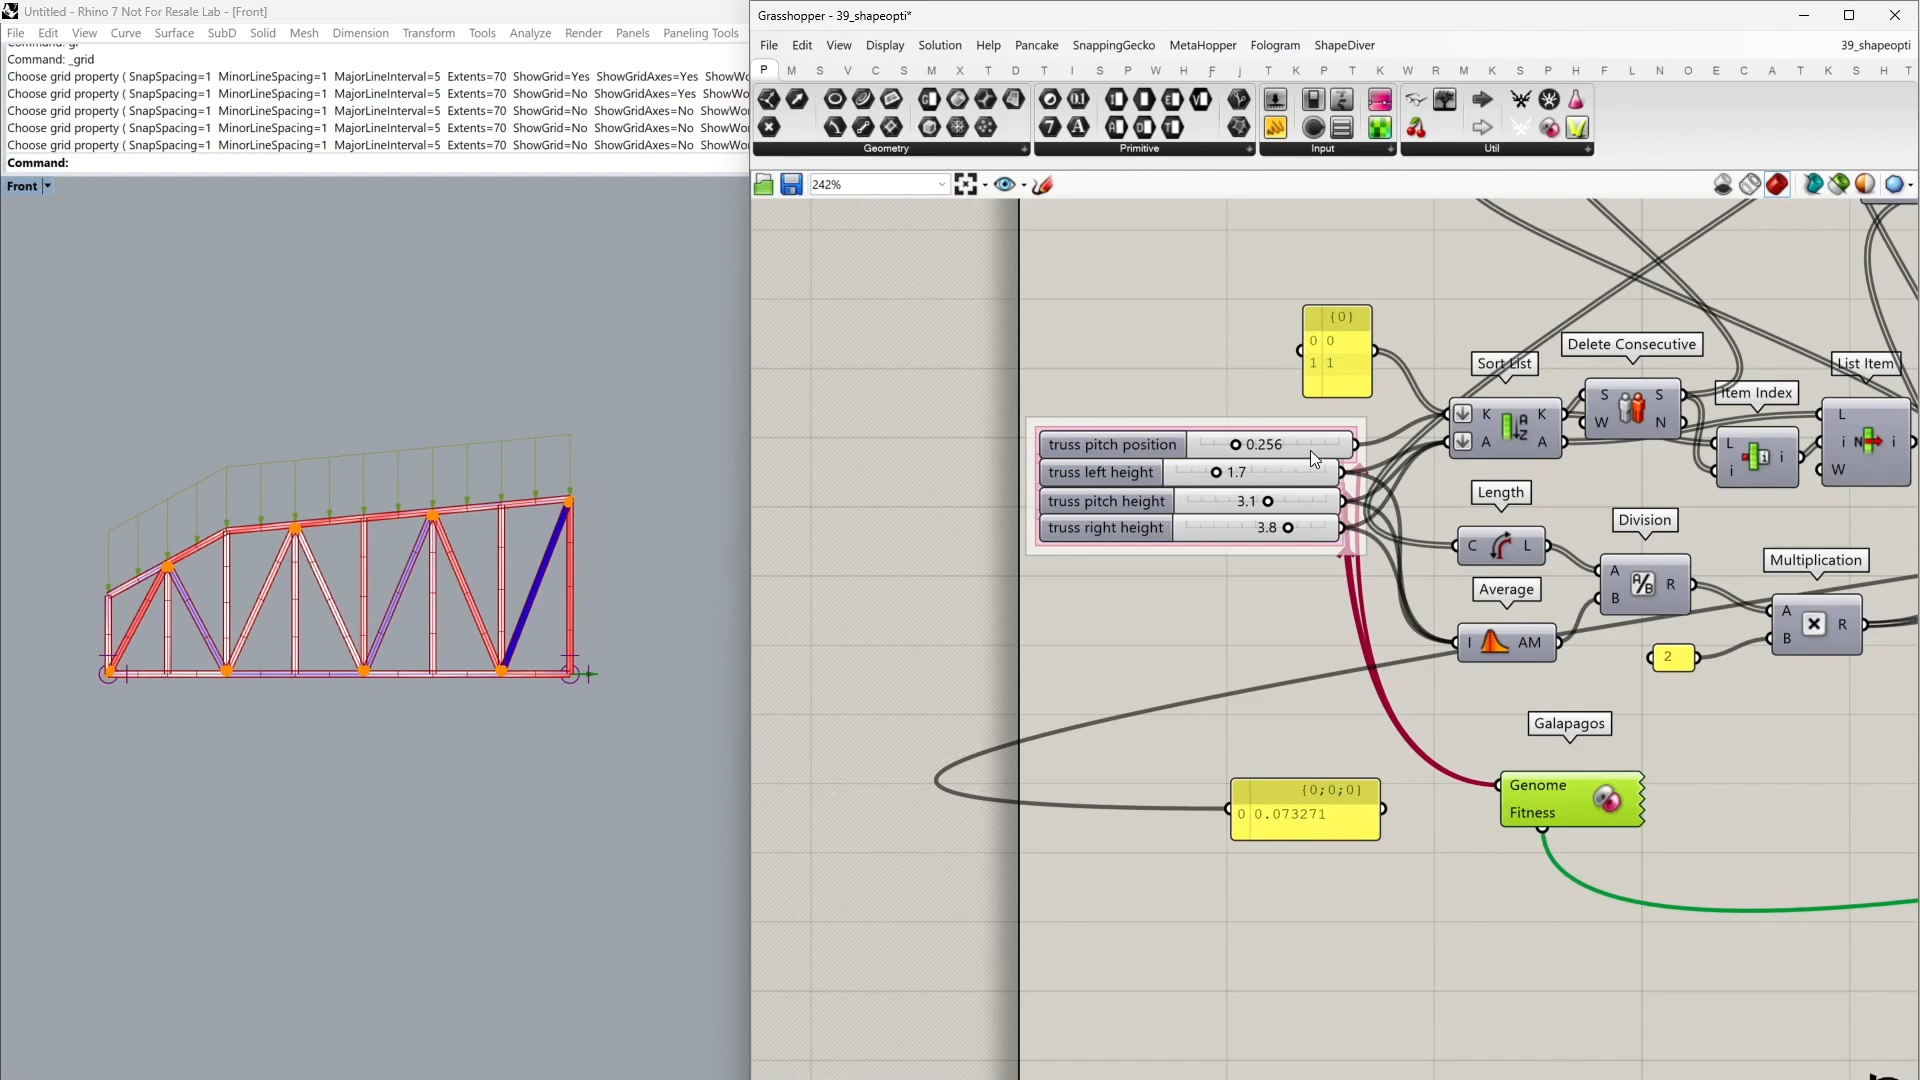 Untitled - Rhino 7 Not For Resale Lab - [Front]
File Edit View Curve Surface SubD Solid Mesh Dimension Transform Tools Analyze Render Panels Paneling Tools
Command: _grid
Choose grid property ( SnapSpacing=1 MinorLineSpacing=1 MajorLineInterval=5 Extents=70 ShowGrid=Yes ShowGridAxes=Yes ShowWo
Choose grid property ( SnapSpacing=1 MinorLineSpacing=1 MajorLineInterval=5 Extents=70 ShowGrid=No ShowGridAxes=Yes ShowWo
Choose grid property ( SnapSpacing=1 MinorLineSpacing=1 MajorLineInterval=5 Extents=70 ShowGrid=No ShowGridAxes=No ShowWor
Choose grid property ( SnapSpacing=1 MinorLineSpacing=1 MajorLineInterval=5 Extents=70 ShowGrid=No ShowGridAxes=No ShowWor
Choose grid property ( SnapSpacing=1 MinorLineSpacing=1 MajorLineInterval=5 Extents=70 ShowGrid=No ShowGridAxes=No ShowWor
Command:
Front
Grasshopper - 39_shapeopti*
File Edit View Display Solution Help Pancake SnappingGecko MetaHopper Fologram ShapeDiver 39_shapeopti
P M S V C S M X T D T I S P W H F j T K P T K W R M K S P H F L N O E C A T K S H T
Geometry Primitive Input Util
242%
{0}
0 0
1 1
truss pitch position 0.256
truss left height 1.7
truss pitch height 3.1
truss right height 3.8
Sort List
K K
A A
Delete Consecutive
S S
W N
Item Index
L
i i
List Item
L
i N i
W
Length
C L
Division
A A/B R
B
Average
I AM
Multiplication
A R
B
2
Galapagos
Genome
Fitness
{0;0;0}
0 0.073271